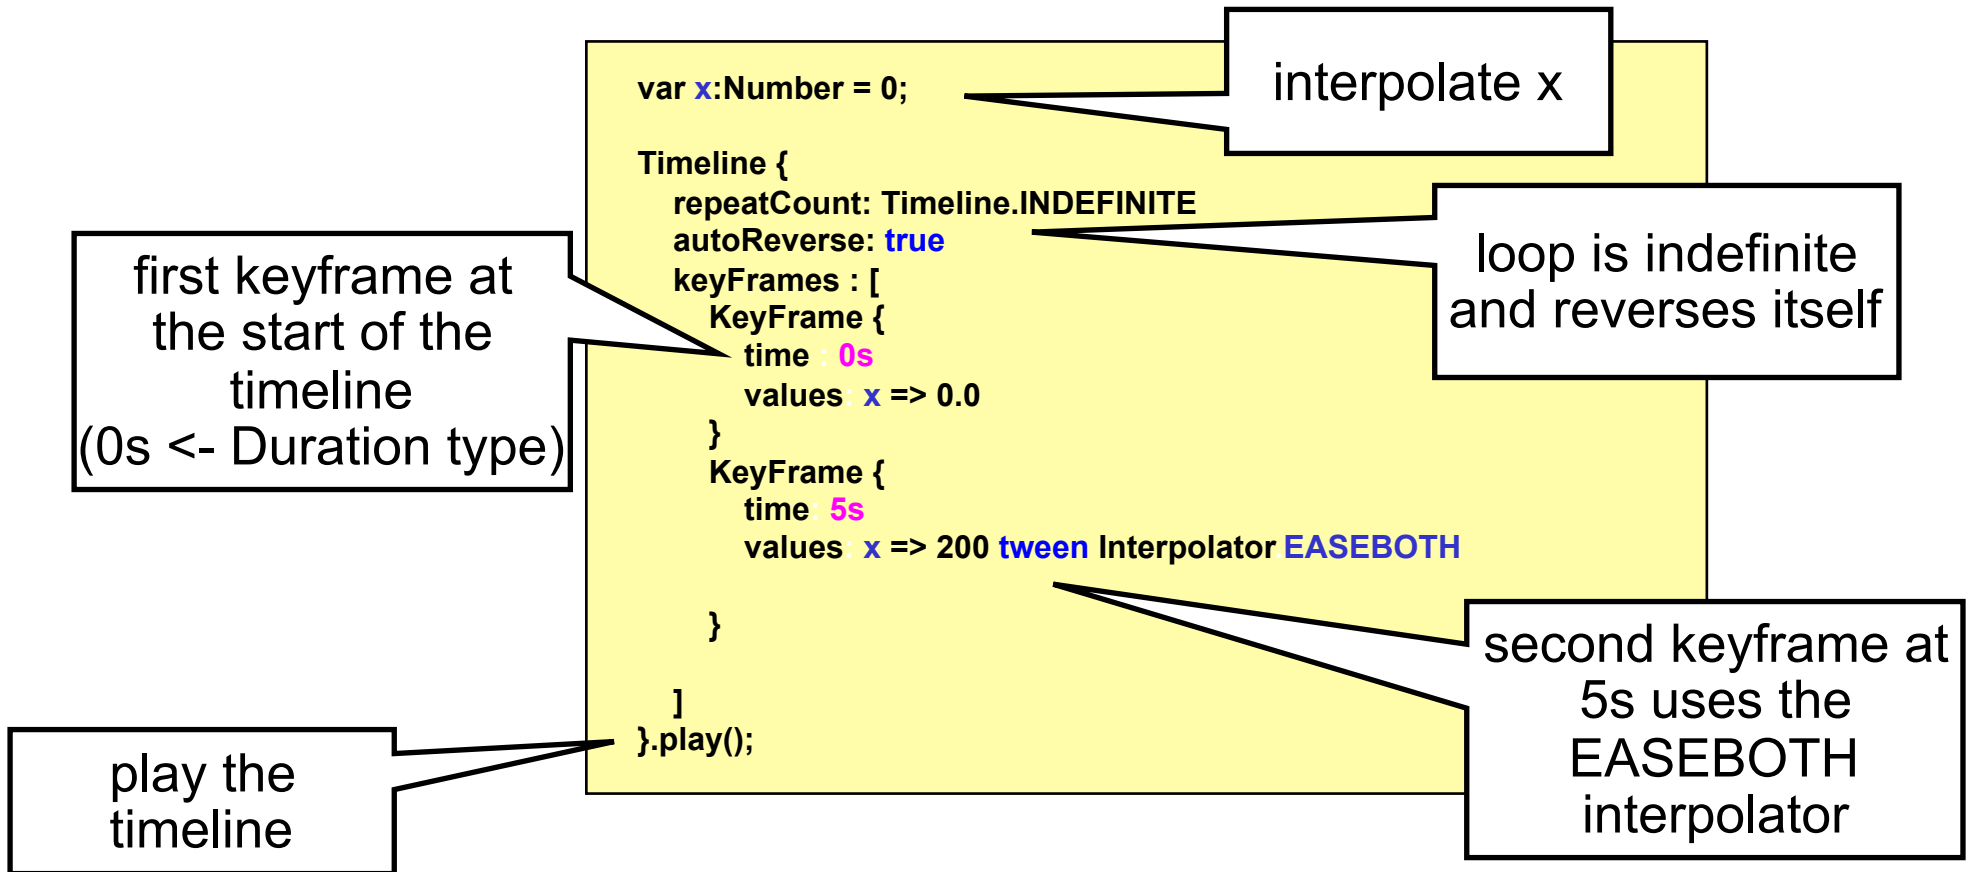 var x:Number = 0;
interpolate x
Timeline {
repeatCount: Timeline.INDEFINITE
autoReverse: true
keyFrames : [
KeyFrame {
time : 0s
values: x => 0.0
}
KeyFrame {
time: 5s
values: x => 200 tween Interpolator.EASEBOTH
}
]
}.play();
loop is indefinite
and reverses itself
first keyframe at
the start of the
timeline
(0s <- Duration type)
second keyframe at
5s uses the
EASEBOTH
interpolator
play the
timeline